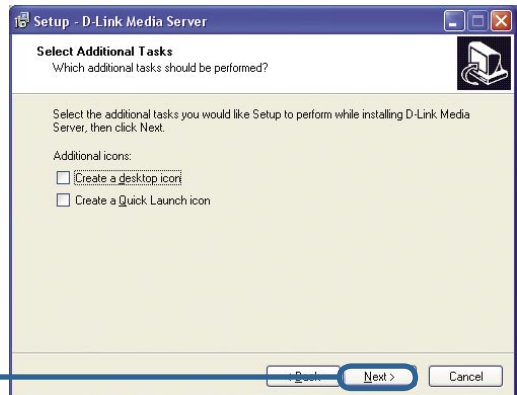 Setup - D-Link Media Server
Select Additional Tasks
Which additional tasks should be performed?
Select the additional tasks you would like Setup to perform while installing D-Link Media
Server, then click Next.
Additional icons:
Create a desktop icon
Create a Quick Launch icon
< Back
Next >
Cancel